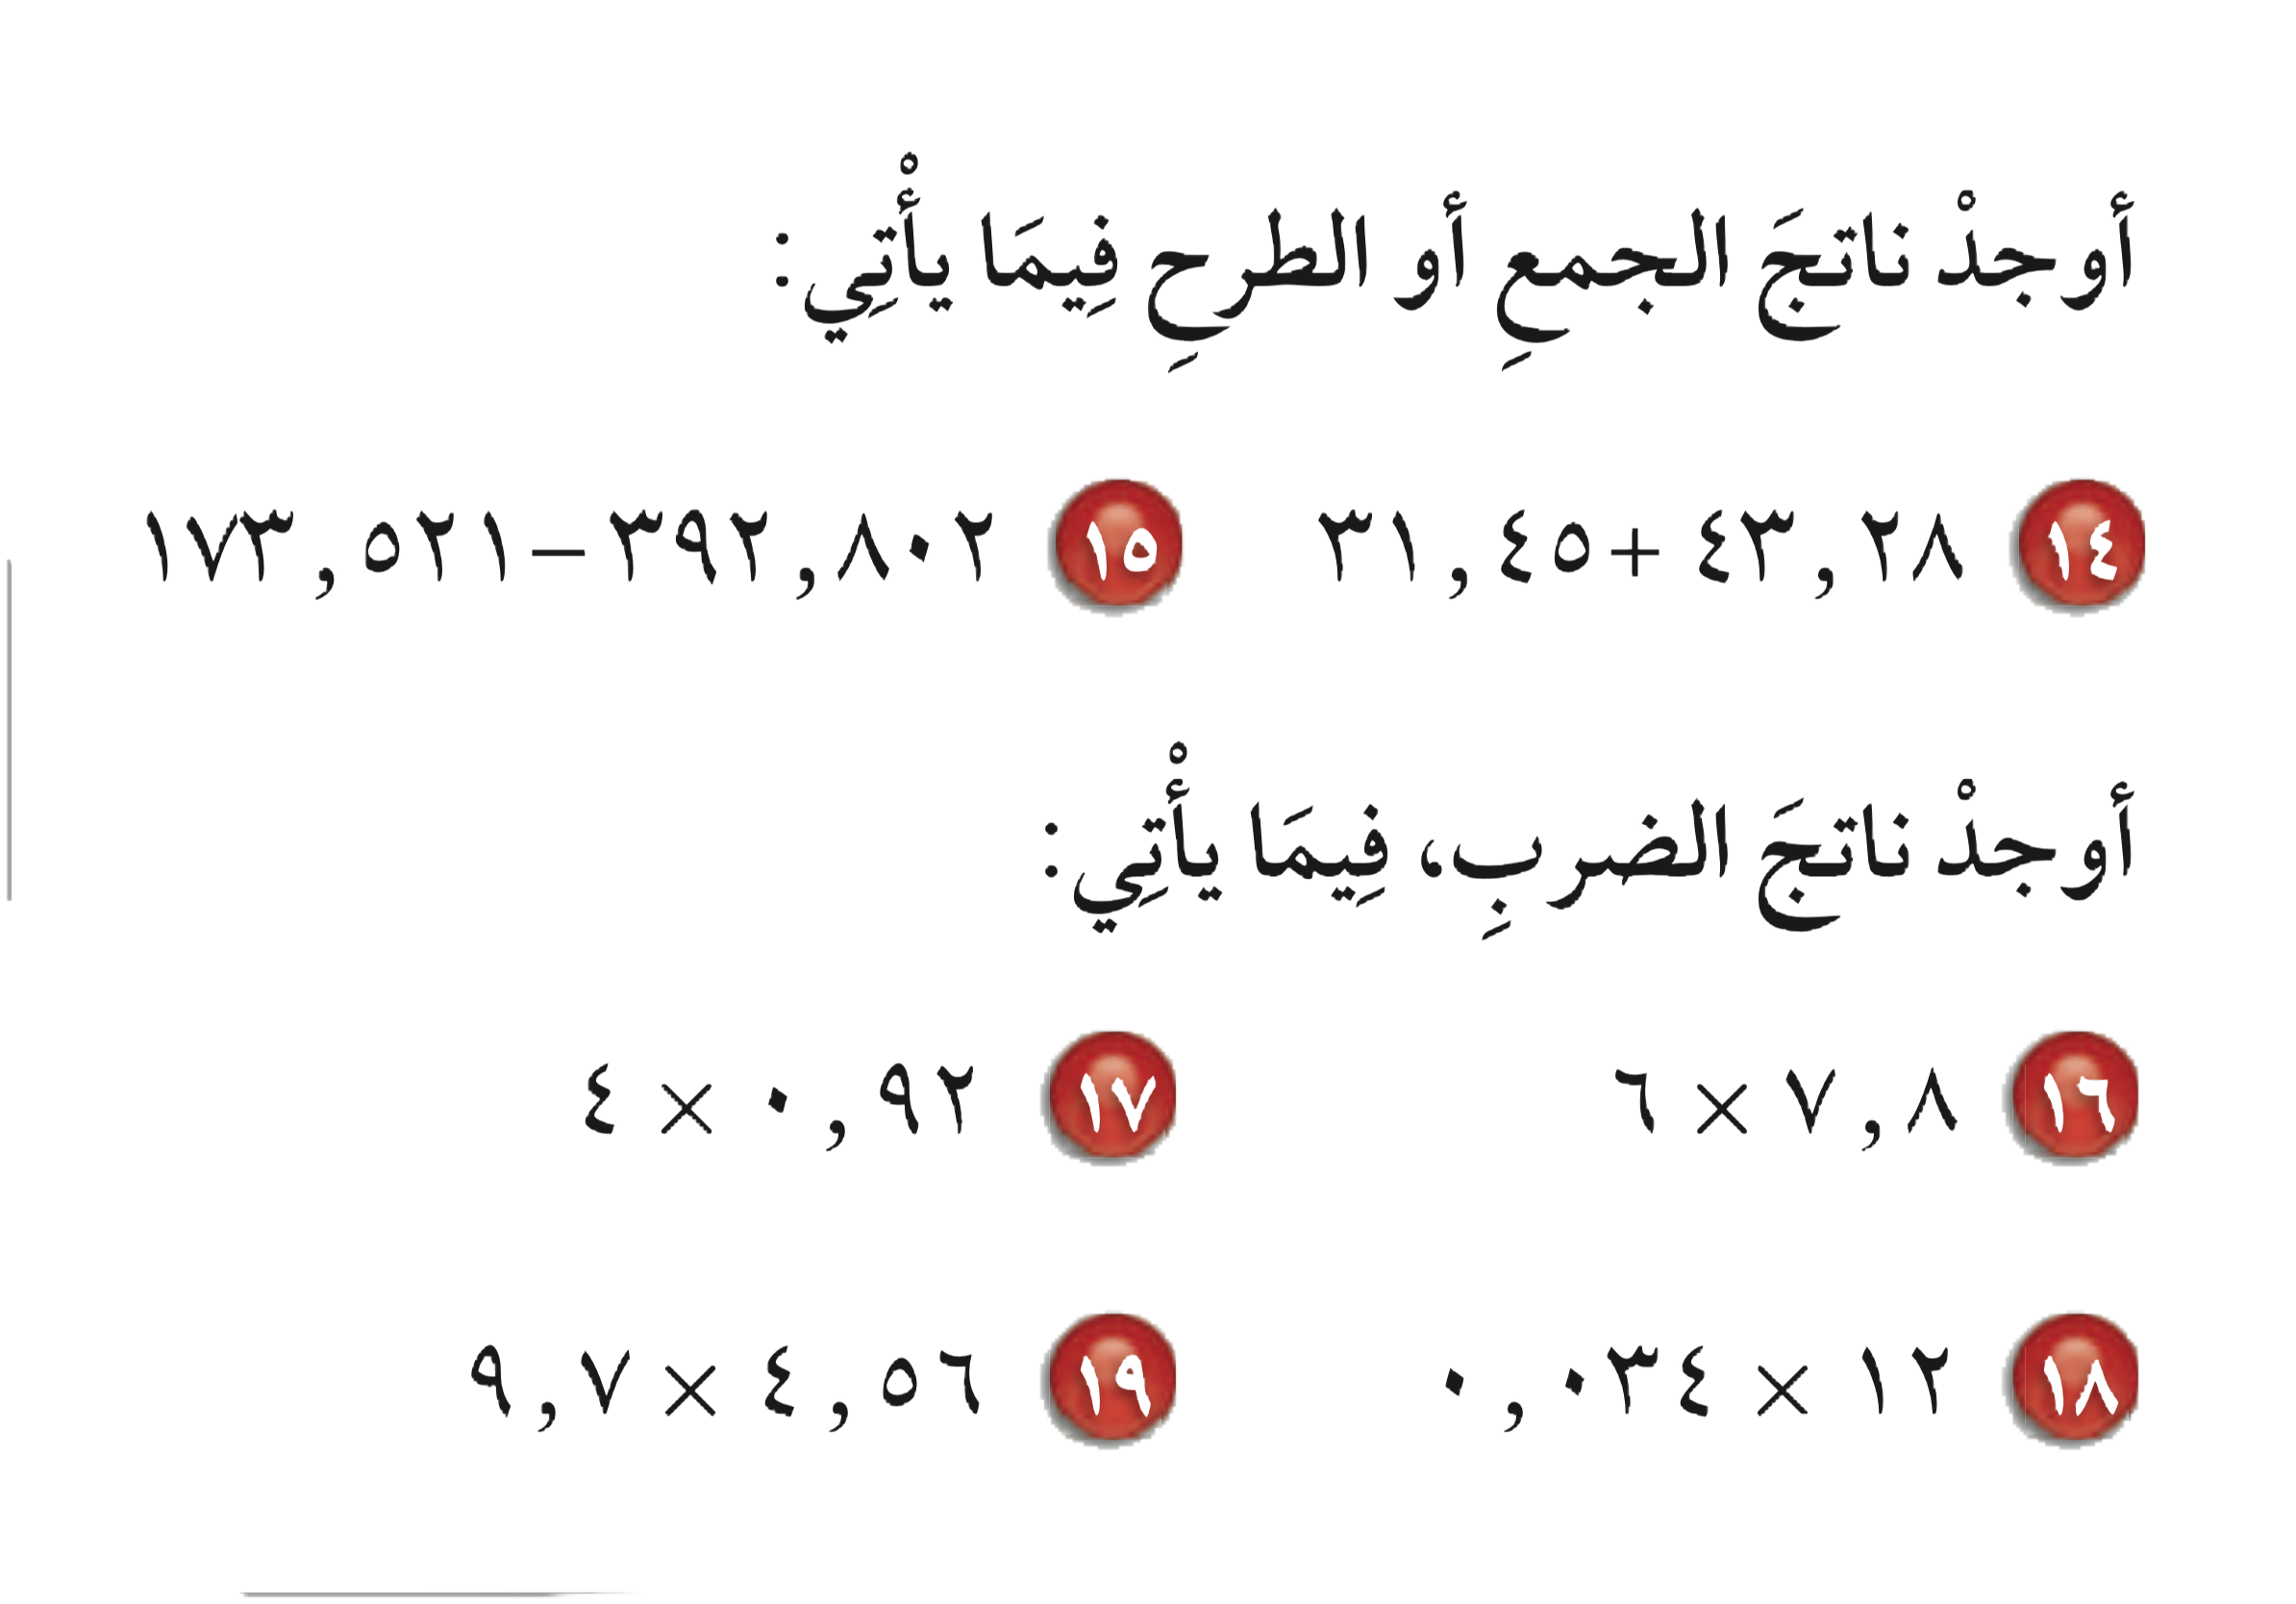 أوجدْ ناتجَ الجمعِ أو الطرحِ فِيمَا يأْتِي:
١٤ ٤٣,٢٨ + ٣١,٤٥ ١٥ ٣٩٢,٨٠٢ – ١٧٣,٥٢١
أوجدْ ناتجَ الضربِ، فِيمَا يأْتِي:
١٦ ٧,٨ × ٦ ١٧ ٠,٩٢ × ٤
١٨ ١٢ × ٠,٠٣٤ ١٩ ٤,٥٦ × ٩,٧